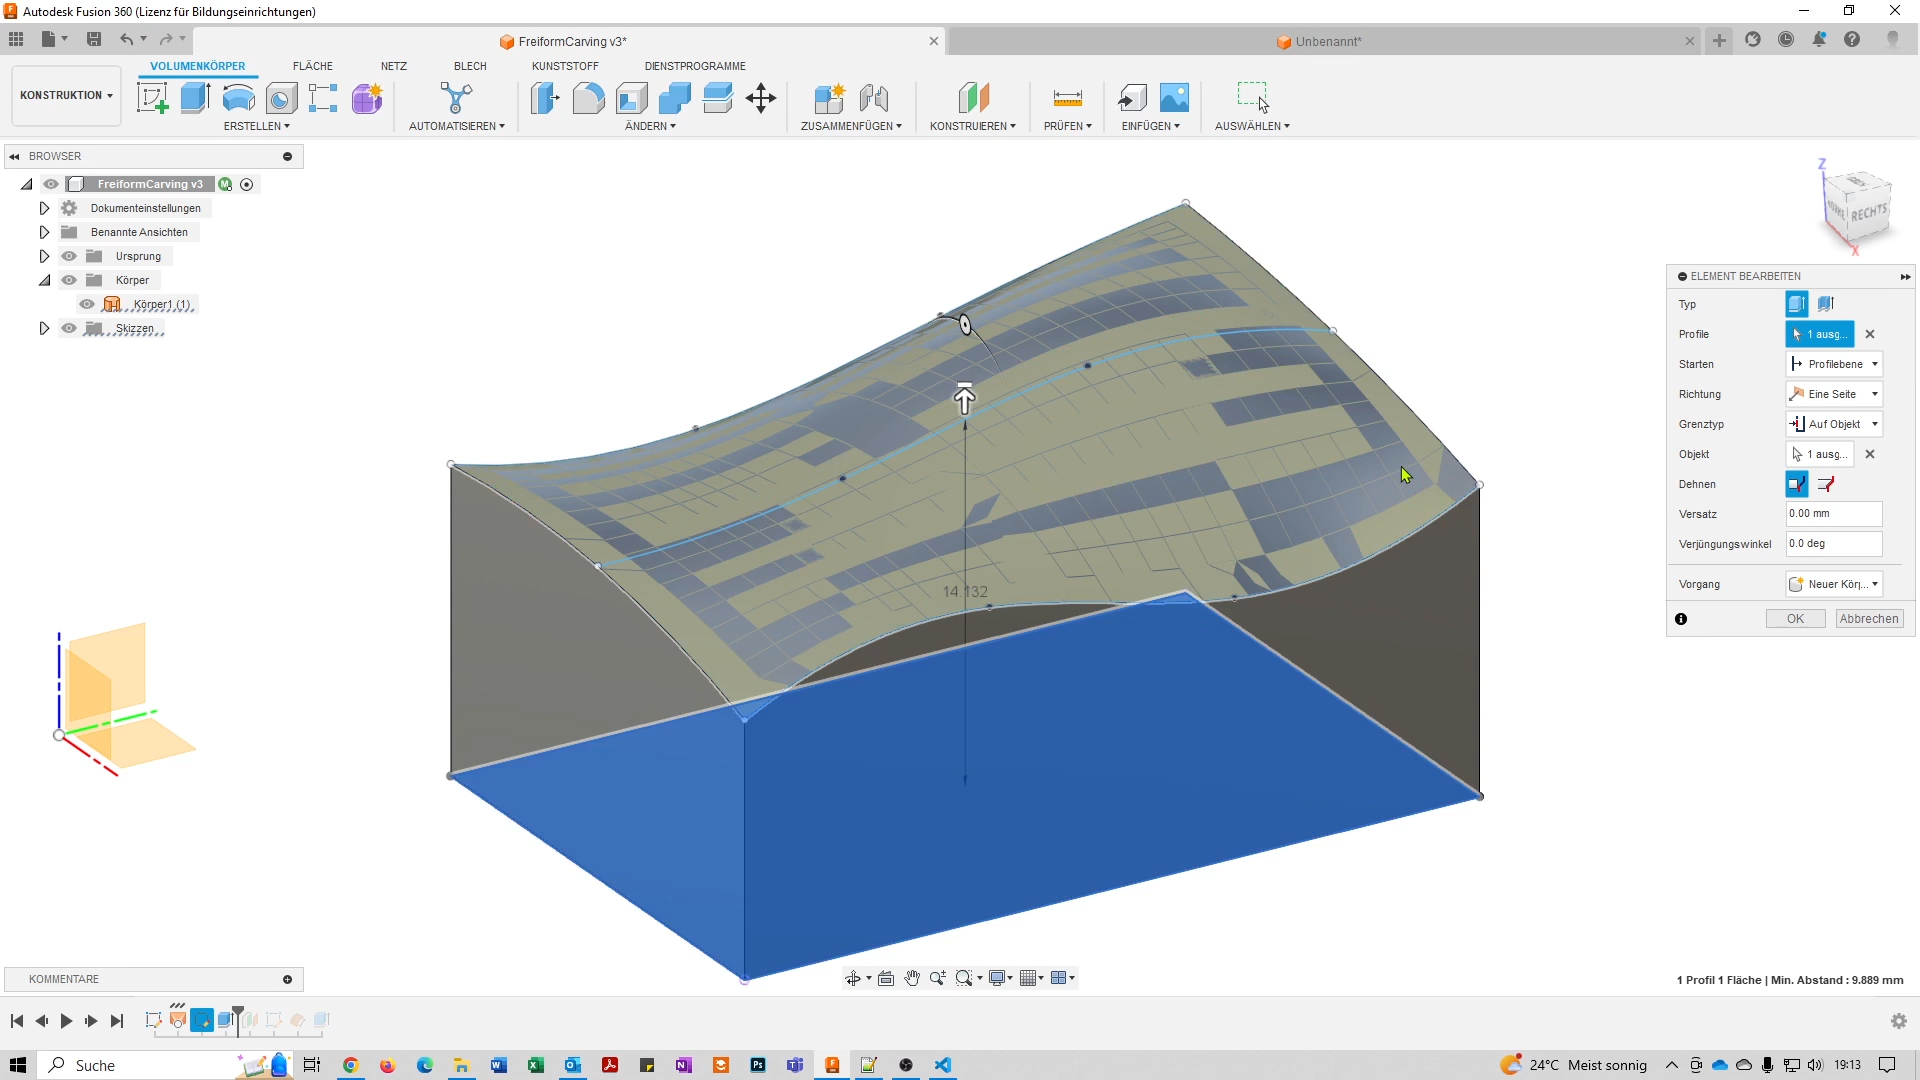 Autodesk Fusion 360 (Lizenz für Bildungseinrichtungen)
FreiformCarving v3*
Unbenannt*
KONSTRUKTION
VOLUMENKÖRPER
FLÄCHE
NETZ
BLECH
KUNSTSTOFF
DIENSTPROGRAMME
ERSTELLEN
AUTOMATISIEREN
ÄNDERN
ZUSAMMENFÜGEN
KONSTRUIEREN
PRÜFEN
EINFÜGEN
AUSWÄHLEN
BROWSER
FreiformCarving v3
Dokumenteinstellungen
Benannte Ansichten
Ursprung
Körper
Körper1 (1)
Skizzen
Z
RECHTS
X
14.132
ELEMENT BEARBEITEN
Typ
Profile 1 ausg...
Starten Profilebene
Richtung Eine Seite
Grenztyp Auf Objekt
Objekt 1 ausg...
Dehnen
Versatz 0.00 mm
Verjüngungswinkel 0.0 deg
Vorgang Neuer Körp...
OK Abbrechen
KOMMENTARE
1 Profil 1 Fläche | Min. Abstand : 9.889 mm
Suche
24°C Meist sonnig
19:13